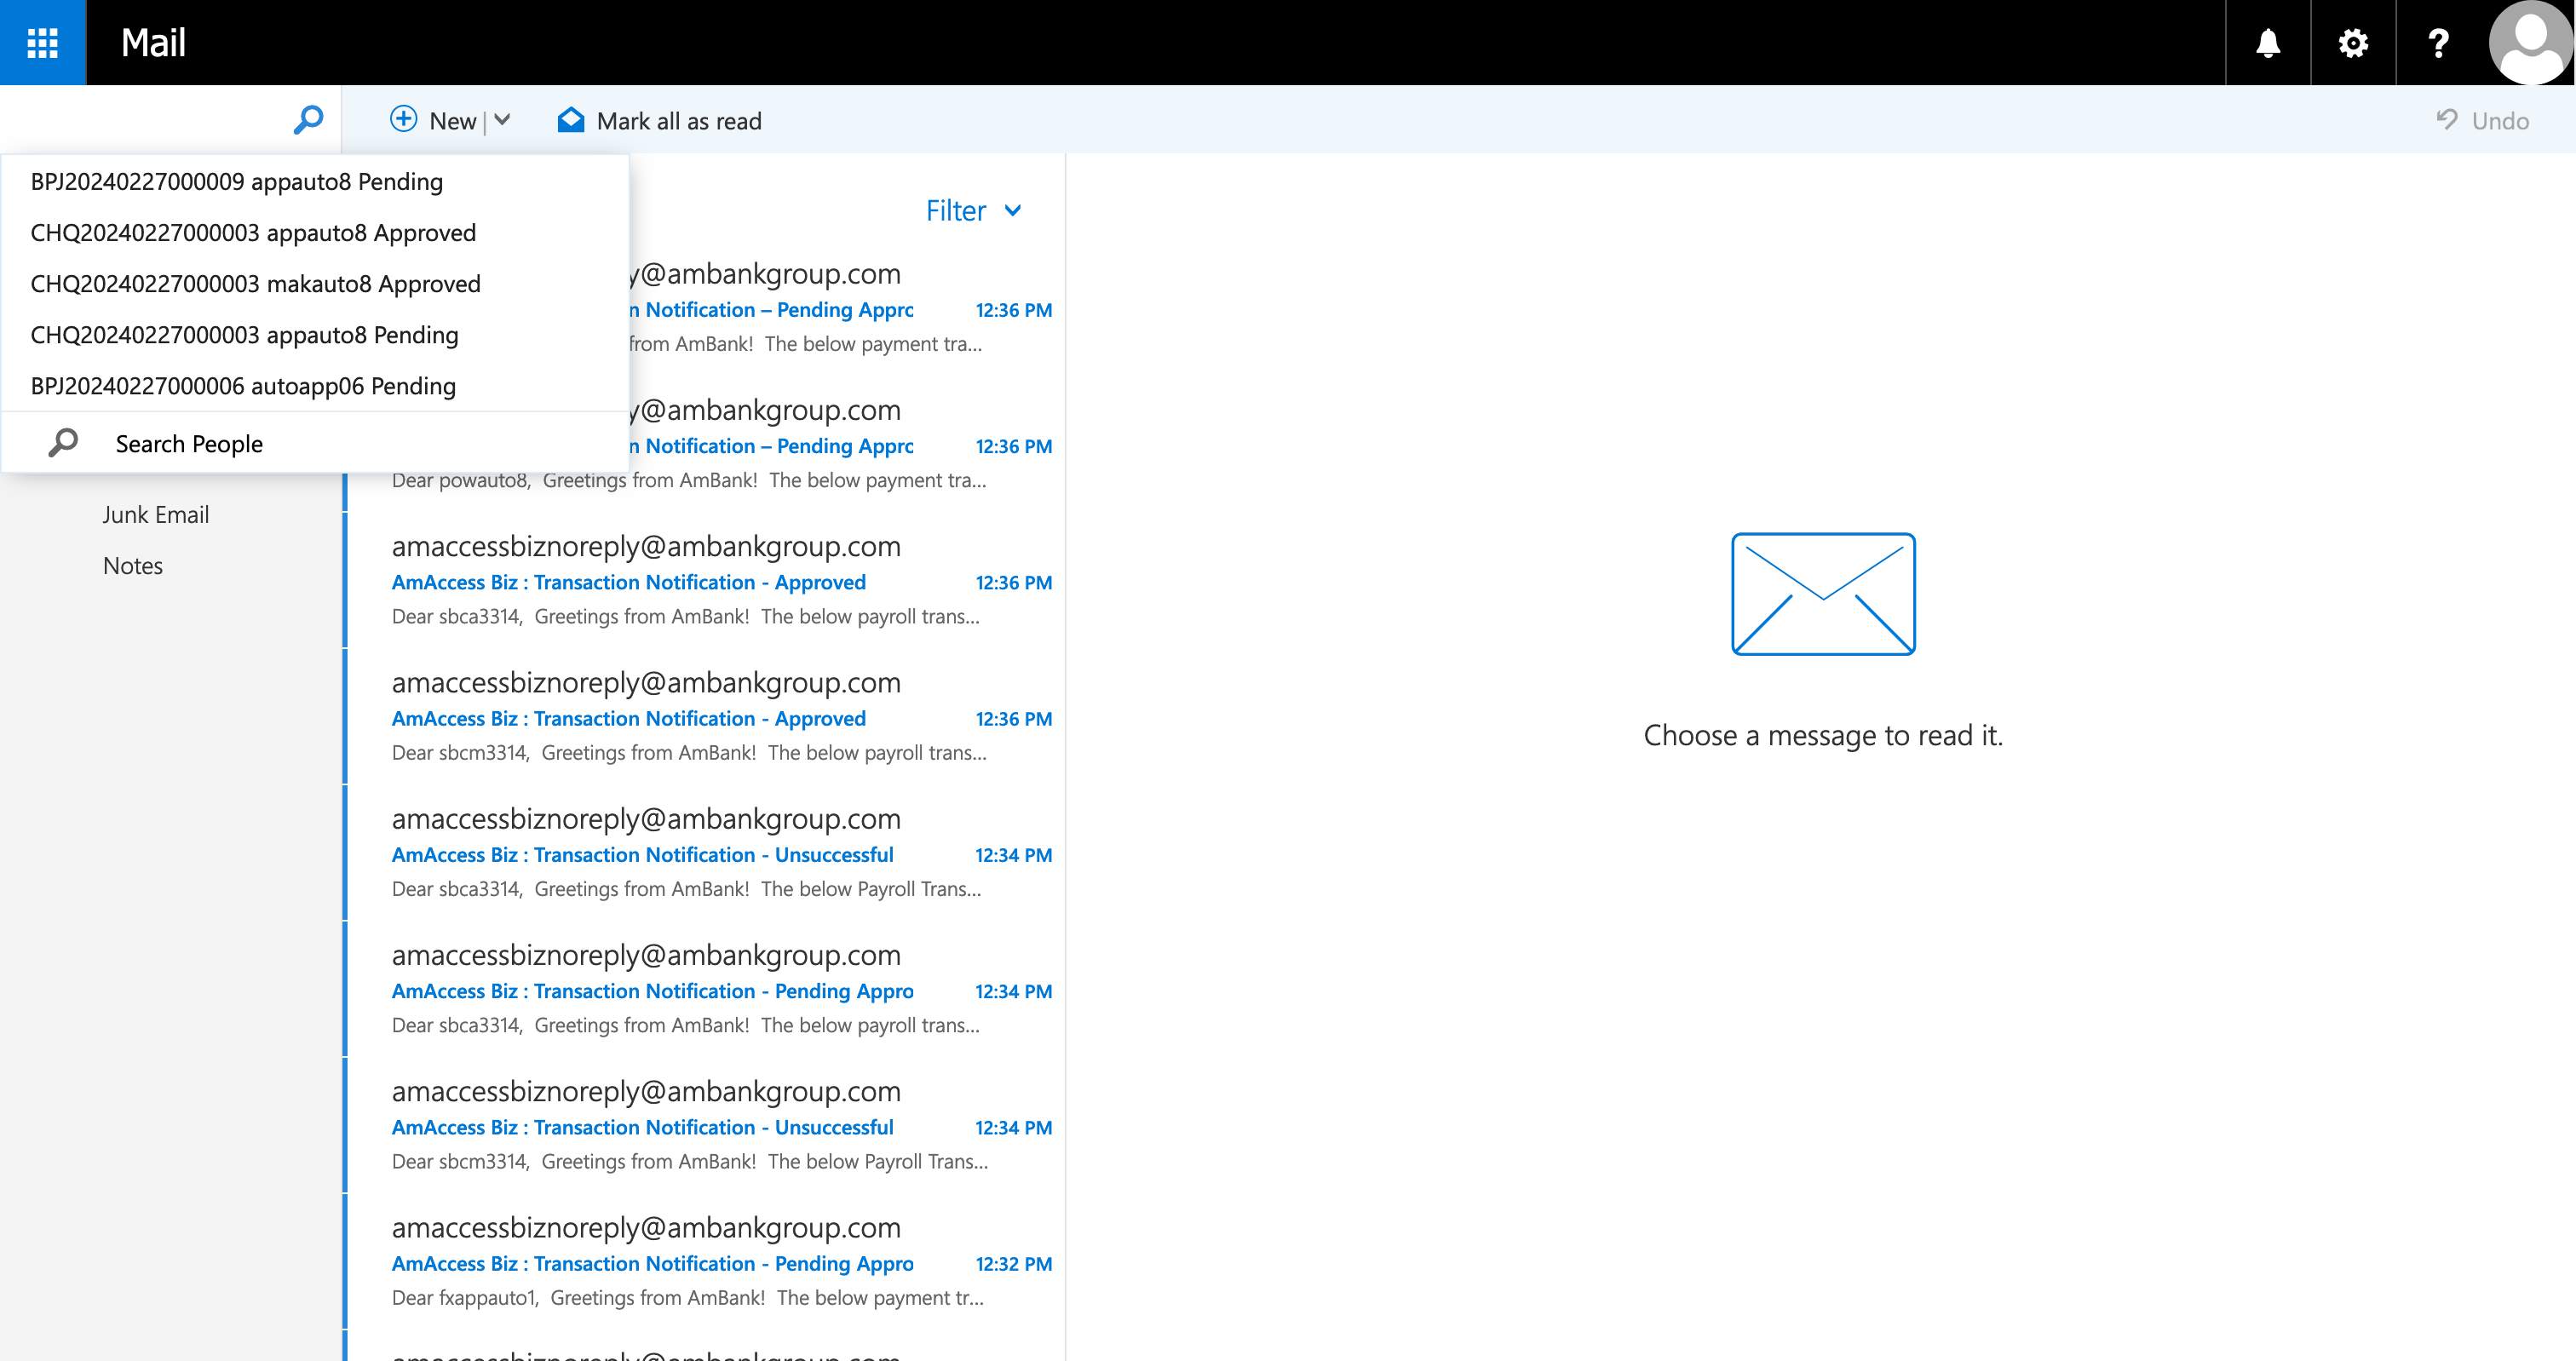 Mail
New
Mark all as read
Undo
BPJ20240227000009 appauto8 Pending
CHQ20240227000003 appauto8 Approved
CHQ20240227000003 makauto8 Approved
CHQ20240227000003 appauto8 Pending
BPJ20240227000006 autoapp06 Pending
Search People
Junk Email
Notes
Filter
y@ambankgroup.com
n Notification – Pending Appro 12:36 PM
from AmBank! The below payment tra...
y@ambankgroup.com
n Notification – Pending Appro 12:36 PM
Dear powauto8, Greetings from AmBank! The below payment tra...
amaccessbiznoreply@ambankgroup.com
AmAccess Biz : Transaction Notification - Approved 12:36 PM
Dear sbca3314, Greetings from AmBank! The below payroll trans...
amaccessbiznoreply@ambankgroup.com
AmAccess Biz : Transaction Notification - Approved 12:36 PM
Dear sbcm3314, Greetings from AmBank! The below payroll trans...
amaccessbiznoreply@ambankgroup.com
AmAccess Biz : Transaction Notification - Unsuccessful 12:34 PM
Dear sbca3314, Greetings from AmBank! The below Payroll Trans...
amaccessbiznoreply@ambankgroup.com
AmAccess Biz : Transaction Notification - Pending Appro 12:34 PM
Dear sbca3314, Greetings from AmBank! The below payroll trans...
amaccessbiznoreply@ambankgroup.com
AmAccess Biz : Transaction Notification - Unsuccessful 12:34 PM
Dear sbcm3314, Greetings from AmBank! The below Payroll Trans...
amaccessbiznoreply@ambankgroup.com
AmAccess Biz : Transaction Notification - Pending Appro 12:32 PM
Dear fxappauto1, Greetings from AmBank! The below payment tr...
Choose a message to read it.